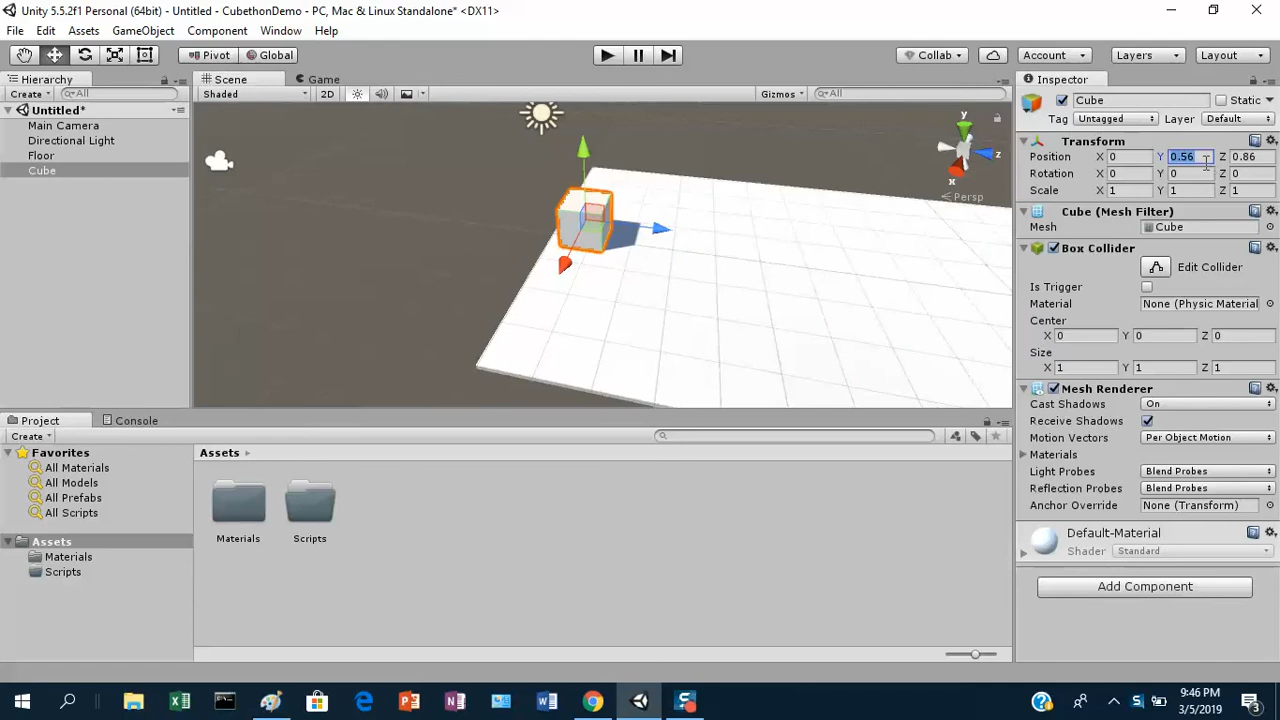 Unity 5.5.2f1 Personal (64bit) - Untitled - CubethonDemo - PC, Mac & Linux Standalone* <DX11>
File Edit Assets GameObject Component Window Help
Pivot Global Collab Account Layers Layout
Hierarchy Scene Game Inspector
Create All Shaded 2D Gizmos All
Cube Static
Untitled*
Tag Untagged Layer Default
Main Camera
Directional Light
Floor
Cube
y
z
x
Persp
Transform
Position X 0 Y 0.56 Z 0.86
Rotation X 0 Y 0 Z 0
Scale X 1 Y 1 Z 1
Cube (Mesh Filter)
Mesh Cube
Box Collider
Edit Collider
Is Trigger
Material None (Physic Material
Center
X 0 Y 0 Z 0
Size
X 1 Y 1 Z 1
Mesh Renderer
Cast Shadows On
Receive Shadows
Motion Vectors Per Object Motion
Materials
Light Probes Blend Probes
Reflection Probes Blend Probes
Anchor Override None (Transform)
Default-Material
Shader Standard
Add Component
Project Console
Create
Favorites
All Materials
All Models
All Prefabs
All Scripts
Assets
Materials
Scripts
Assets
Materials Scripts
9:46 PM
3/5/2019
3